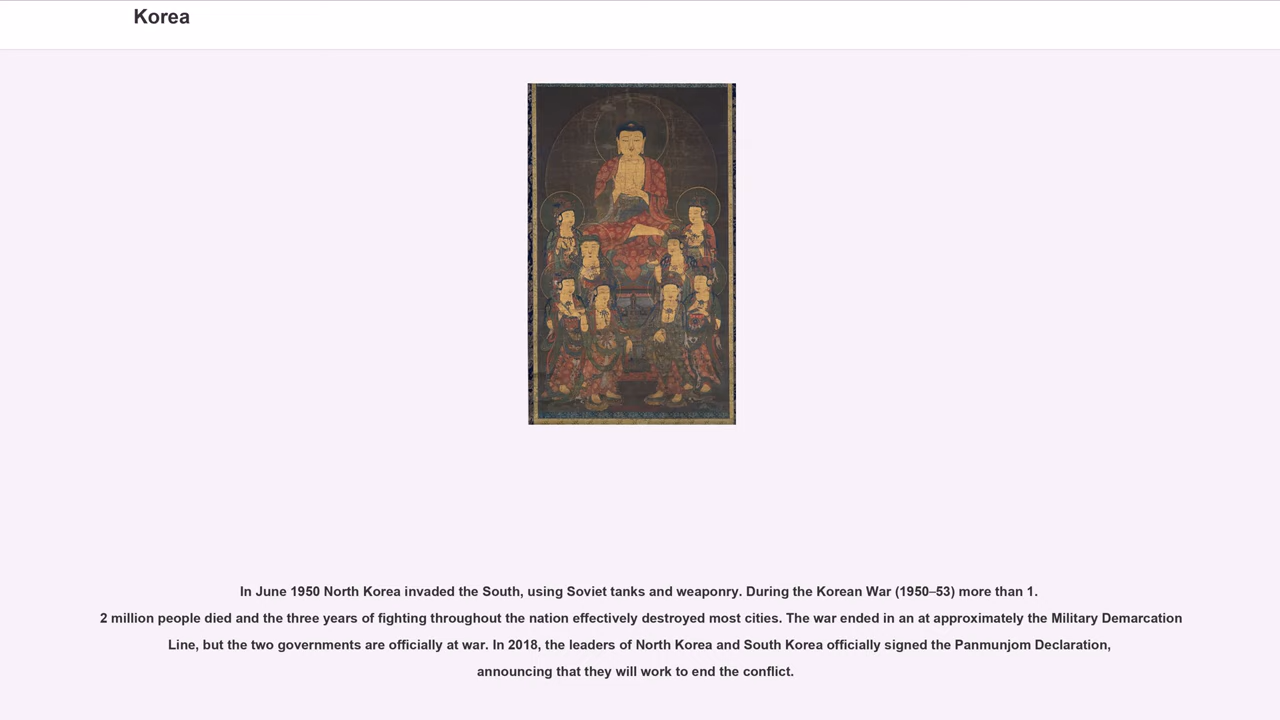 Korea
In June 1950 North Korea invaded the South, using Soviet tanks and weaponry. During the Korean War (1950–53) more than 1.
2 million people died and the three years of fighting throughout the nation effectively destroyed most cities. The war ended in an at approximately the Military Demarcation
Line, but the two governments are officially at war. In 2018, the leaders of North Korea and South Korea officially signed the Panmunjom Declaration,
announcing that they will work to end the conflict.